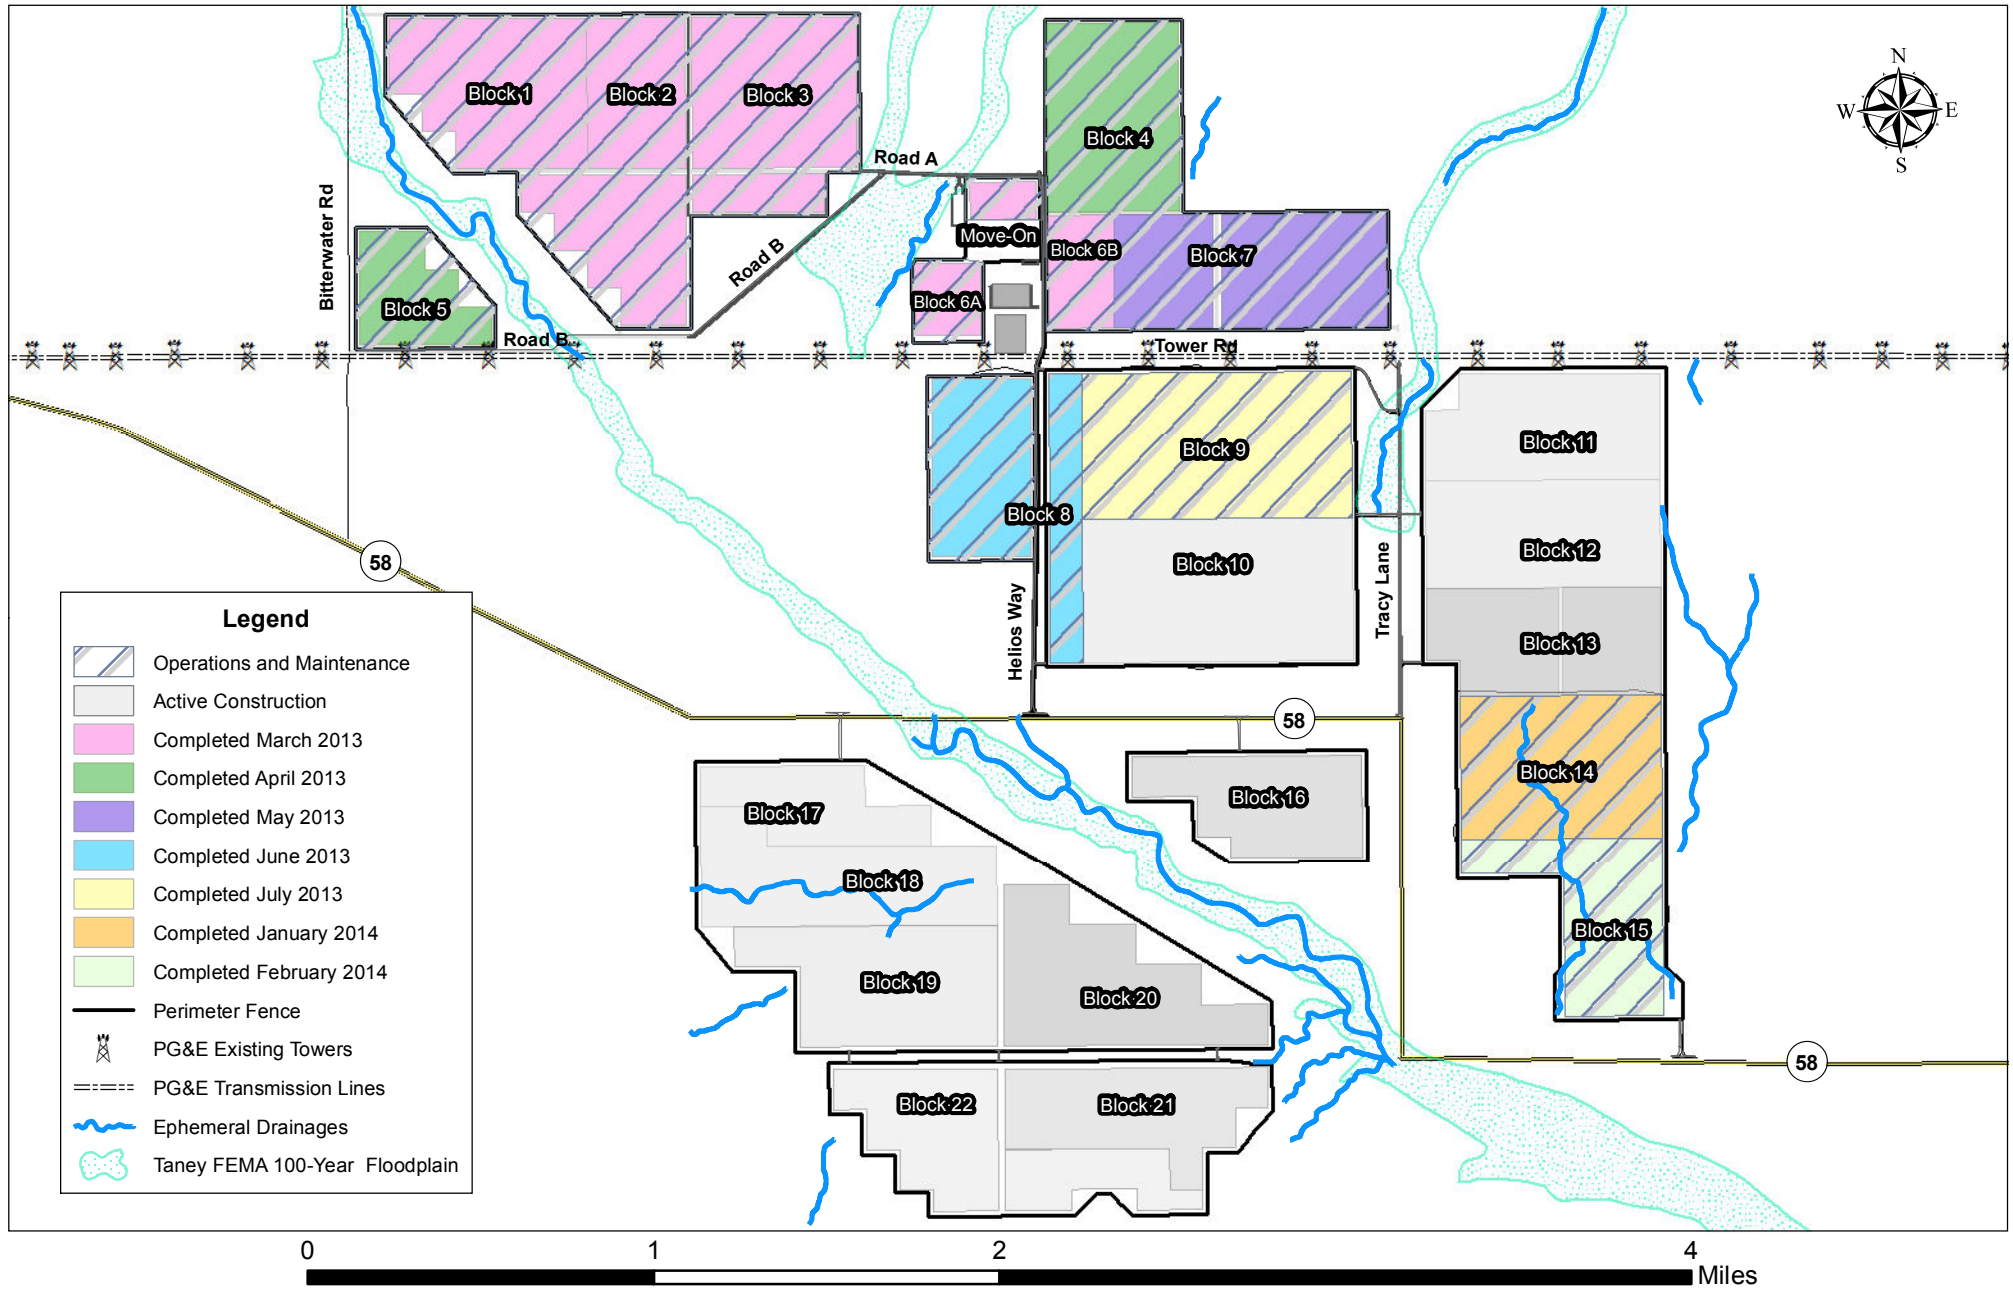 Block 1
Block 2
Block 3
Block 4
N
W
E
S
Road A
Bitterwater Rd
Move-On
Block 6B
Block 7
Road B
Block 5
Block 6A
Road B
Tower Rd
Block 9
Block 11
Block 8
Block 10
Block 12
58
Helios Way
Tracy Lane
Block 13
58
Block 14
Block 16
Block 17
Block 18
Block 15
Block 19
Block 20
58
Block 22
Block 21
Legend
Operations and Maintenance
Active Construction
Completed March 2013
Completed April 2013
Completed May 2013
Completed June 2013
Completed July 2013
Completed January 2014
Completed February 2014
Perimeter Fence
PG&E Existing Towers
PG&E Transmission Lines
Ephemeral Drainages
Taney FEMA 100-Year Floodplain
0
1
2
4
Miles